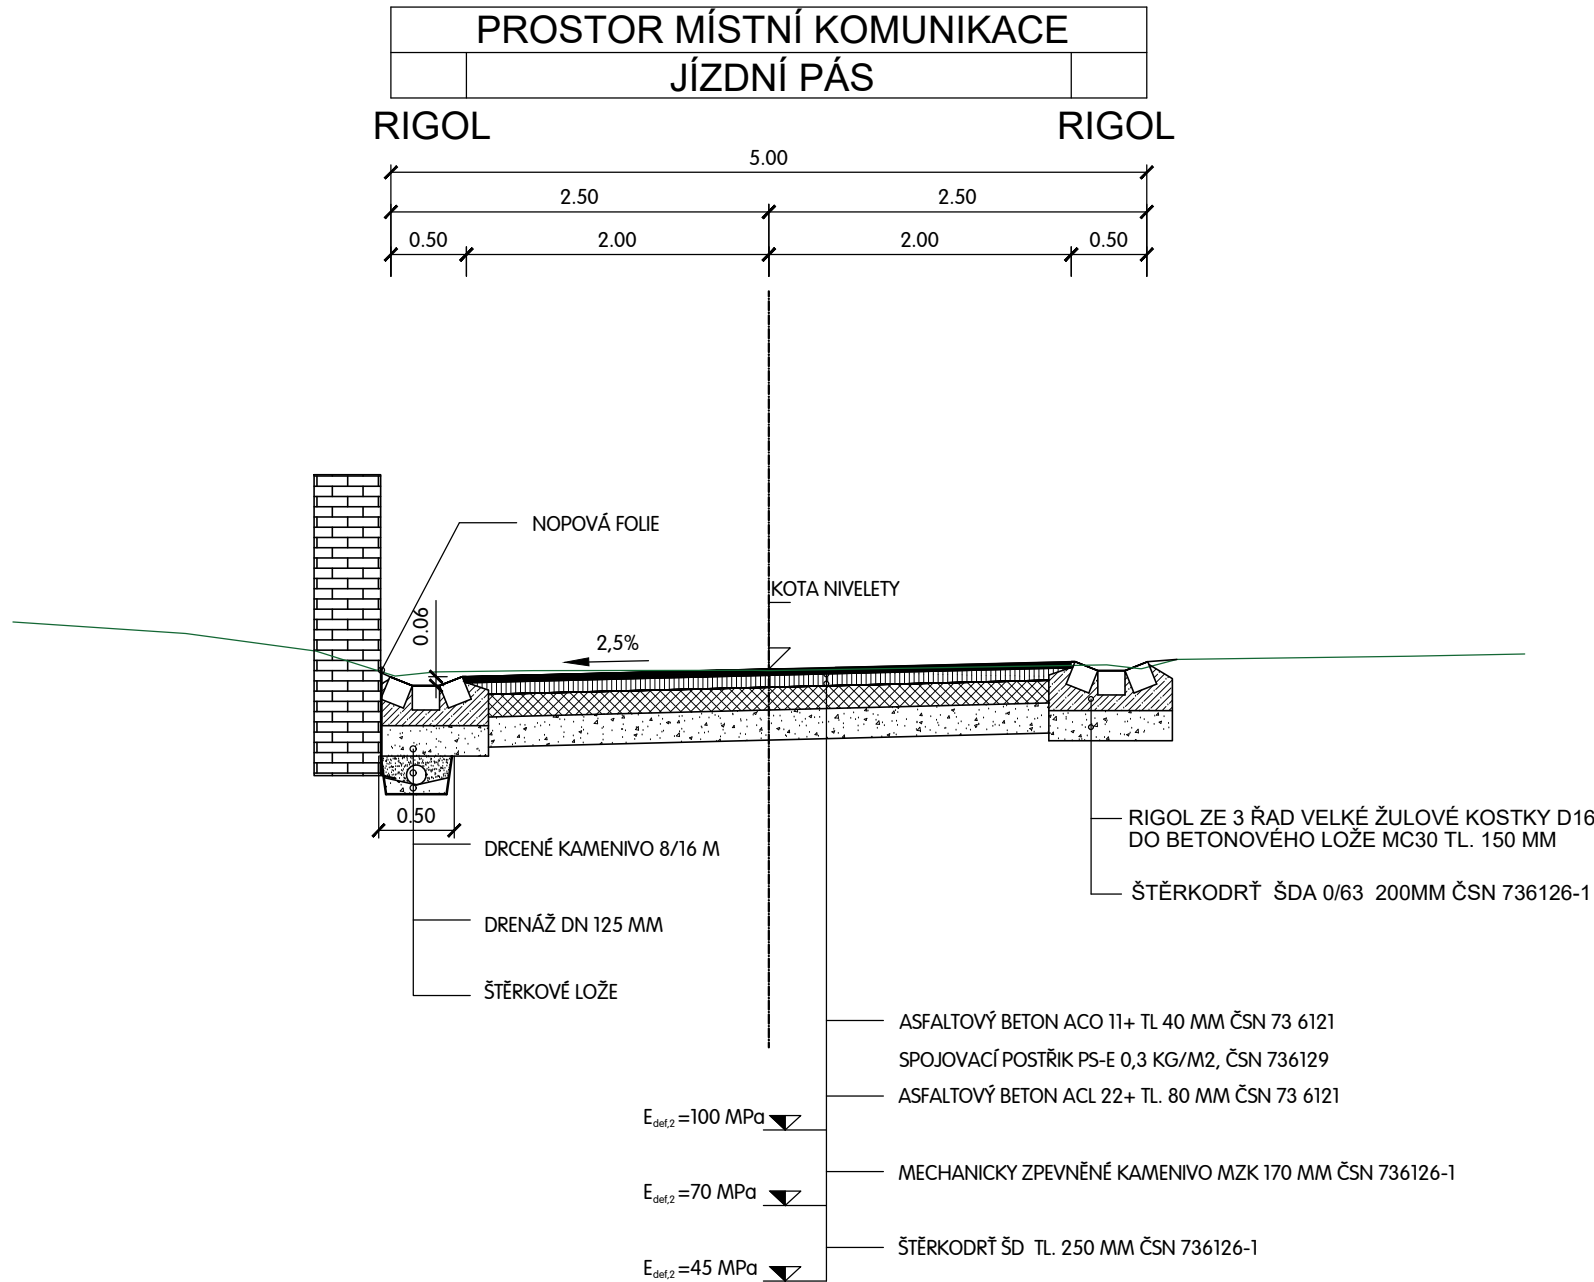 PROSTOR MÍSTNÍ KOMUNIKACE
JÍZDNÍ PÁS
RIGOL
RIGOL
5.00
2.50
2.50
0.50
2.00
2.00
0.50
NOPOVÁ FOLIE
KOTA NIVELETY
0.06
2,5%
0.50
RIGOL ZE 3 ŘAD VELKÉ ŽULOVÉ KOSTKY D16
DO BETONOVÉHO LOŽE MC30 TL. 150 MM
DRCENÉ KAMENIVO 8/16 M
ŠTĚRKODRŤ ŠDA 0/63 200MM ČSN 736126-1
DRENÁŽ DN 125 MM
ŠTĚRKOVÉ LOŽE
ASFALTOVÝ BETON ACO 11+ TL 40 MM ČSN 73 6121
SPOJOVACÍ POSTŘIK PS-E 0,3 KG/M2, ČSN 736129
ASFALTOVÝ BETON ACL 22+ TL. 80 MM ČSN 73 6121
Edef,2 =100 MPa
MECHANICKY ZPEVNĚNÉ KAMENIVO MZK 170 MM ČSN 736126-1
Edef,2 =70 MPa
ŠTĚRKODRŤ ŠD TL. 250 MM ČSN 736126-1
Edef,2 =45 MPa